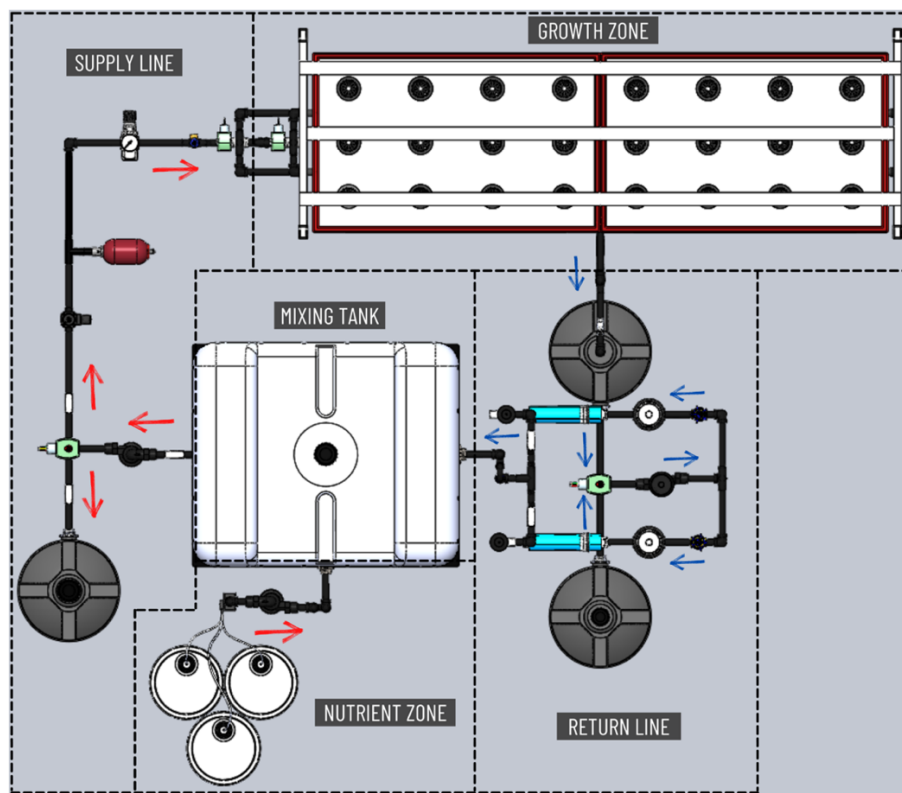 GROWTH ZONE
SUPPLY LINE
MIXING TANK
NUTRIENT ZONE
RETURN LINE